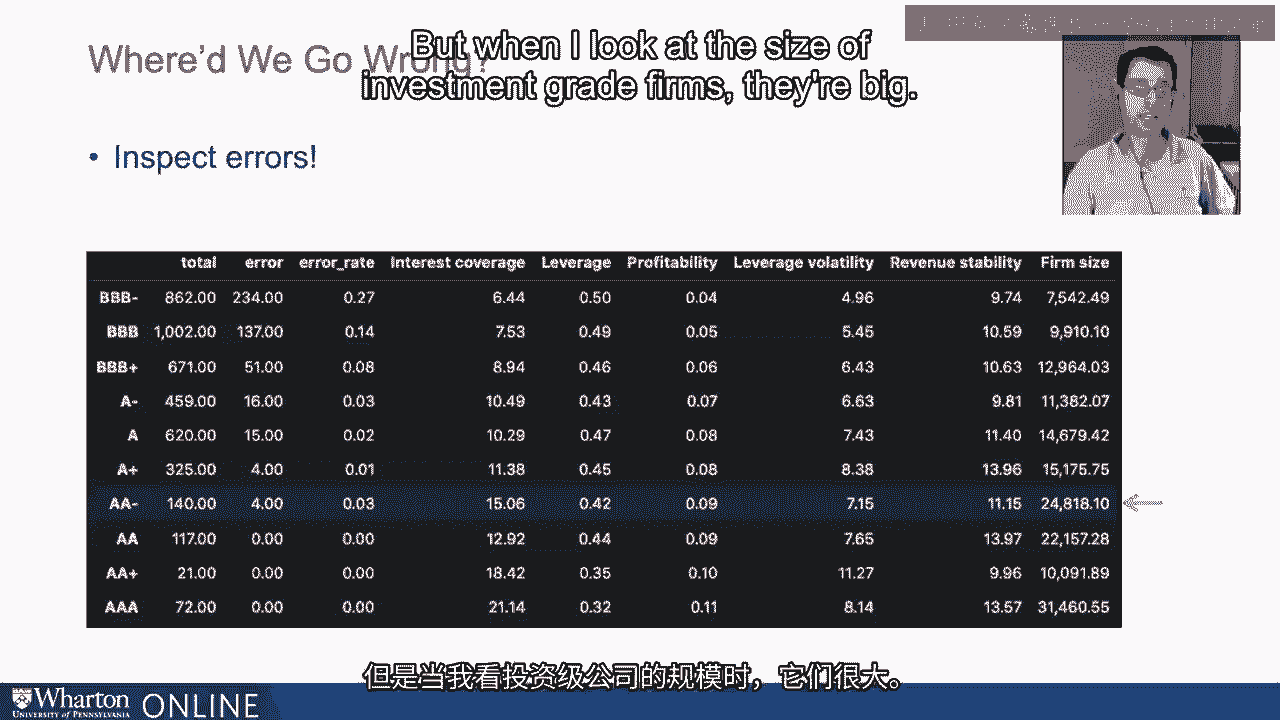 Where'd We Go Wrong?
But when I look at the size of
investment grade firms, they're big.
• Inspect errors!
total error error_rate Interest coverage Leverage Profitability Leverage volatility Revenue stability Firm size
BBB- 862.00 234.00 0.27 6.44 0.50 0.04 4.96 9.74 7,542.49
BBB 1,002.00 137.00 0.14 7.53 0.49 0.05 5.45 10.59 9,910.10
BBB+ 671.00 51.00 0.08 8.94 0.46 0.06 6.43 10.63 12,964.03
A- 459.00 16.00 0.03 10.49 0.43 0.07 6.63 9.81 11,382.07
A 620.00 15.00 0.02 10.29 0.47 0.08 7.43 11.40 14,679.42
A+ 325.00 4.00 0.01 11.38 0.45 0.08 8.38 13.96 15,175.75
AA- 140.00 4.00 0.03 15.06 0.42 0.09 7.15 11.15 24,818.10
AA 117.00 0.00 0.00 12.92 0.44 0.09 7.65 13.97 22,157.28
AA+ 21.00 0.00 0.00 18.42 0.35 0.10 11.27 9.96 10,091.89
AAA 72.00 0.00 0.00 21.14 0.32 0.11 8.14 13.57 31,460.55
但是当我看投资级公司的规模时，它们很大。
Wharton ONLINE
UNIVERSITY of PENNSYLVANIA